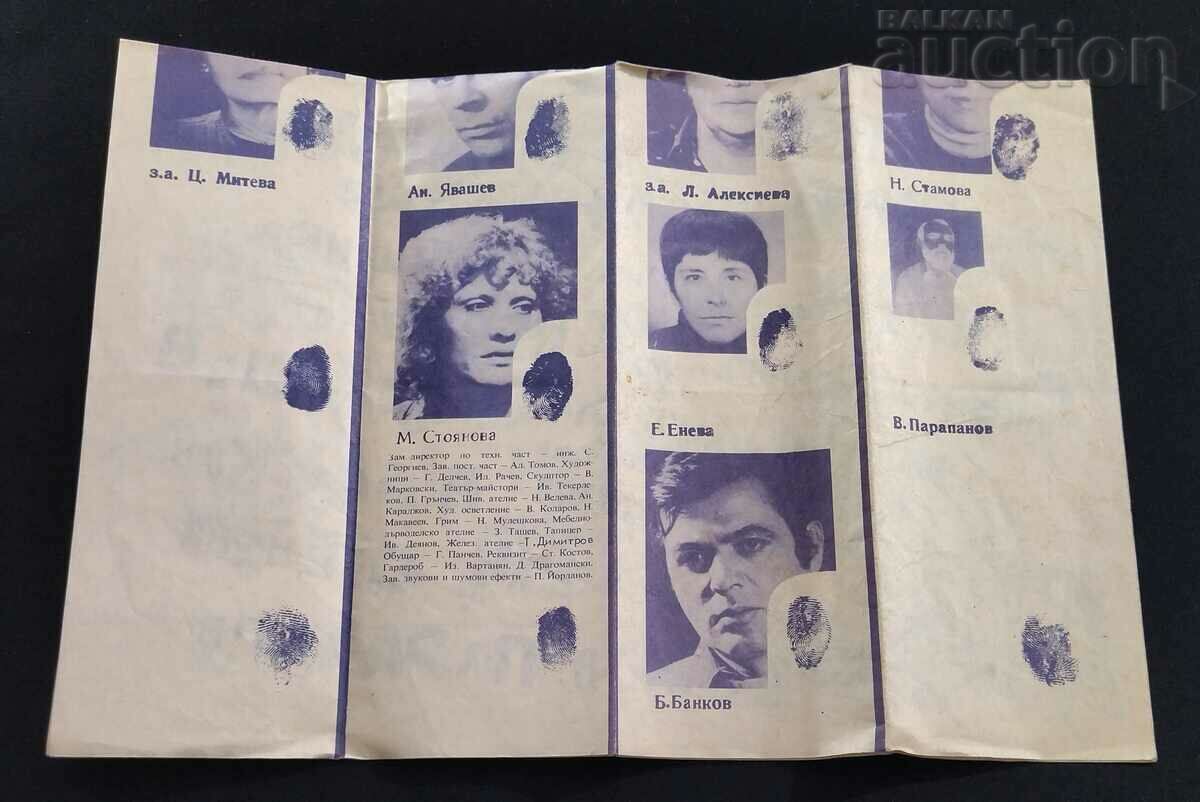 BALKAN
auction
з.а. Ц. Митева
Ан. Явашев
з.а. Л. Алексиева
Н. Стамова
М. Стоянова
Е. Енева
В. Парапанов
Зам-директор по техн. част – инж. С.
Георгиев, Зав. пост. част – Ал. Томов, Худож-
ници – Г. Делчев, Ил. Рачев, Скулптор – В.
Марковски, Театър-майстори – Ив. Текерле-
ков, П. Грънчев, Шив. ателие – Н. Велева, Ан.
Караджов, Худ. осветление – В. Коларов, Н.
Макавеев, Грим – Н. Мулешкова, Мебелно-
дърводелско ателие – З. Ташев, Тапицер –
Ив. Деянов, Желез. ателие – Г. Димитров
Обущар – Г. Панчев, Реквизит – Ст. Костов,
Гардероб – Из. Вартанян, Д. Драгомански.
Зав. звукови и шумови ефекти – П. Йорданов.
Б. Банков